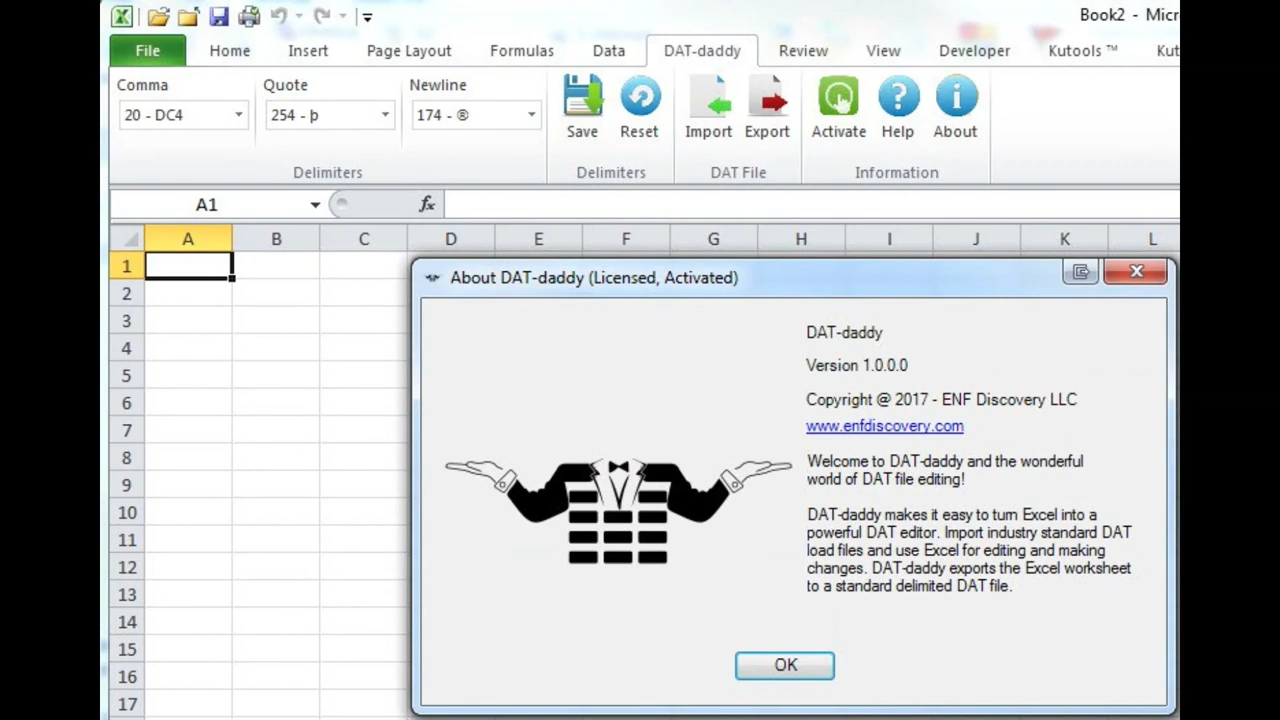 Book2 - Micr
File Home Insert Page Layout Formulas Data DAT-daddy Review View Developer Kutools ™ Kut
Comma Quote Newline
20 - DC4 254 - þ 174 - ®
Save Reset Import Export Activate Help About
Delimiters Delimiters DAT File Information
A1 fx
A B C D E F G H I J K L
1
2
3
4
5
6
7
8
9
10
11
12
13
14
15
16
17
About DAT-daddy (Licensed, Activated)
DAT-daddy
Version 1.0.0.0
Copyright @ 2017 - ENF Discovery LLC
www.enfdiscovery.com
Welcome to DAT-daddy and the wonderful
world of DAT file editing!
DAT-daddy makes it easy to turn Excel into a
powerful DAT editor. Import industry standard DAT
load files and use Excel for editing and making
changes. DAT-daddy exports the Excel worksheet
to a standard delimited DAT file.
OK